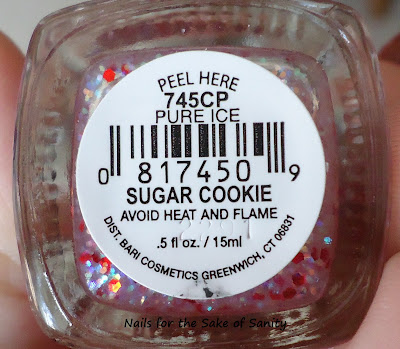 PEEL HERE
745CP
PURE ICE
0 817450 9
SUGAR COOKIE
AVOID HEAT AND FLAME
DIST. BARI COSMETICS GREENWICH, CT 06831
.5 fl oz. / 15ml
Nails for the Sake of Sanity